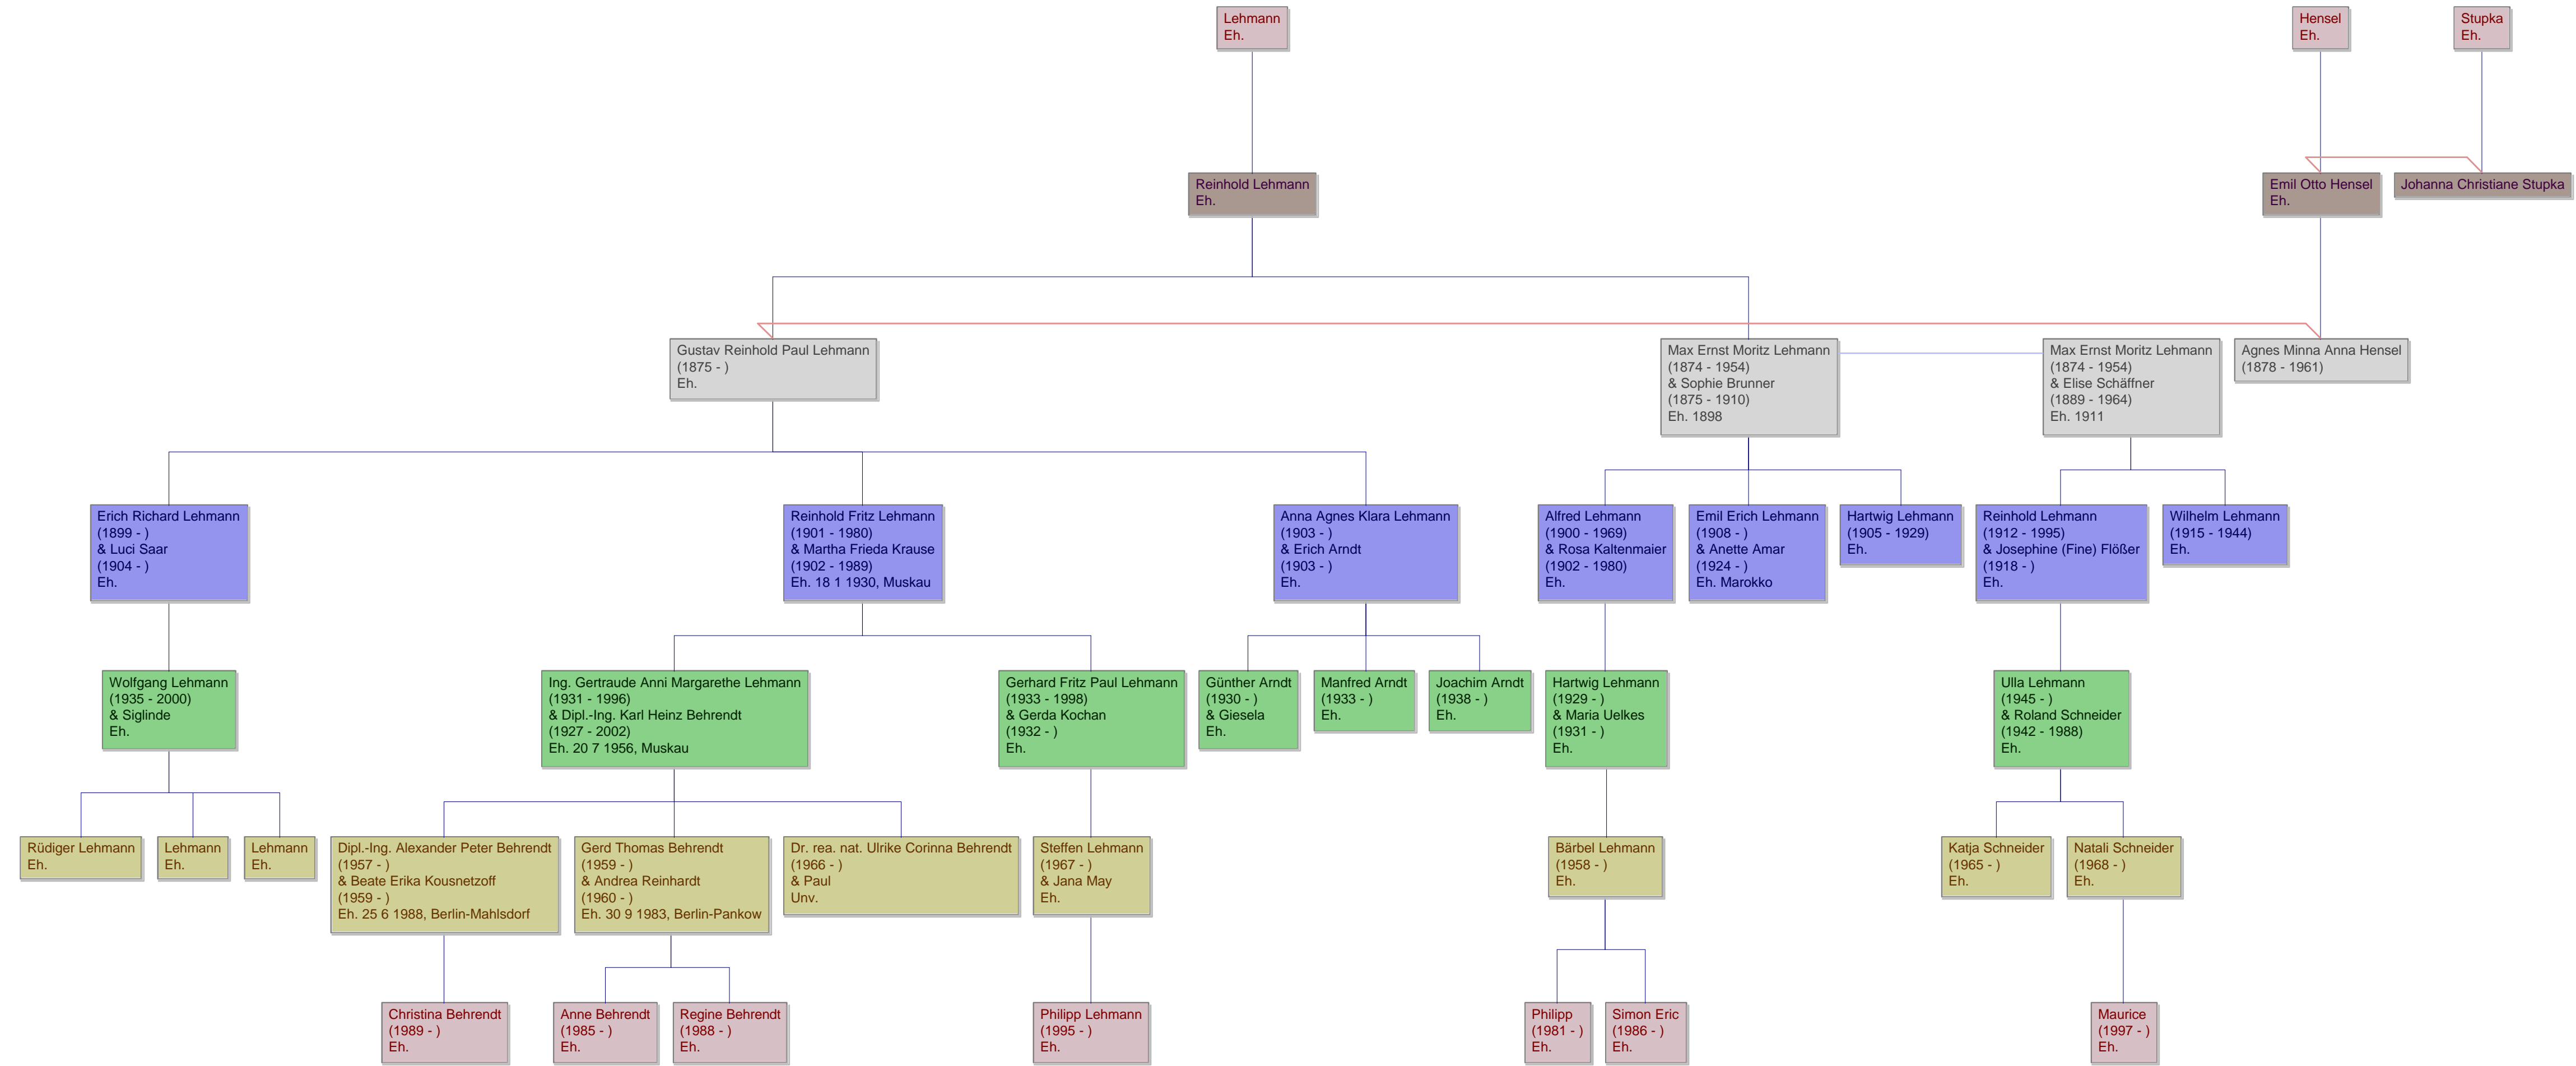 Lehmann
Eh.
Hensel
Eh.
Stupka
Eh.
Reinhold Lehmann
Eh.
Emil Otto Hensel
Eh.
Johanna Christiane Stupka
Gustav Reinhold Paul Lehmann
(1875 - )
Eh.
Max Ernst Moritz Lehmann
(1874 - 1954)
& Sophie Brunner
(1875 - 1910)
Eh. 1898
Max Ernst Moritz Lehmann
(1874 - 1954)
& Elise Schäffner
(1889 - 1964)
Eh. 1911
Agnes Minna Anna Hensel
(1878 - 1961)
Erich Richard Lehmann
(1899 - )
& Luci Saar
(1904 - )
Eh.
Reinhold Fritz Lehmann
(1901 - 1980)
& Martha Frieda Krause
(1902 - 1989)
Eh. 18 1 1930, Muskau
Anna Agnes Klara Lehmann
(1903 - )
& Erich Arndt
(1903 - )
Eh.
Alfred Lehmann
(1900 - 1969)
& Rosa Kaltenmaier
(1902 - 1980)
Eh.
Emil Erich Lehmann
(1908 - )
& Anette Amar
(1924 - )
Eh. Marokko
Hartwig Lehmann
(1905 - 1929)
Eh.
Reinhold Lehmann
(1912 - 1995)
& Josephine (Fine) Flößer
(1918 - )
Eh.
Wilhelm Lehmann
(1915 - 1944)
Eh.
Wolfgang Lehmann
(1935 - 2000)
& Siglinde
Eh.
Ing. Gertraude Anni Margarethe Lehmann
(1931 - 1996)
& Dipl.-Ing. Karl Heinz Behrendt
(1927 - 2002)
Eh. 20 7 1956, Muskau
Gerhard Fritz Paul Lehmann
(1933 - 1998)
& Gerda Kochan
(1932 - )
Eh.
Günther Arndt
(1930 - )
& Giesela
Eh.
Manfred Arndt
(1933 - )
Eh.
Joachim Arndt
(1938 - )
Eh.
Hartwig Lehmann
(1929 - )
& Maria Uelkes
(1931 - )
Eh.
Ulla Lehmann
(1945 - )
& Roland Schneider
(1942 - 1988)
Eh.
Rüdiger Lehmann
Eh.
Lehmann
Eh.
Lehmann
Eh.
Dipl.-Ing. Alexander Peter Behrendt
(1957 - )
& Beate Erika Kousnetzoff
(1959 - )
Eh. 25 6 1988, Berlin-Mahlsdorf
Gerd Thomas Behrendt
(1959 - )
& Andrea Reinhardt
(1960 - )
Eh. 30 9 1983, Berlin-Pankow
Dr. rea. nat. Ulrike Corinna Behrendt
(1966 - )
& Paul
Unv.
Steffen Lehmann
(1967 - )
& Jana May
Eh.
Bärbel Lehmann
(1958 - )
Eh.
Katja Schneider
(1965 - )
Eh.
Natali Schneider
(1968 - )
Eh.
Christina Behrendt
(1989 - )
Eh.
Anne Behrendt
(1985 - )
Eh.
Regine Behrendt
(1988 - )
Eh.
Philipp Lehmann
(1995 - )
Eh.
Philipp
(1981 - )
Eh.
Simon Eric
(1986 - )
Eh.
Maurice
(1997 - )
Eh.